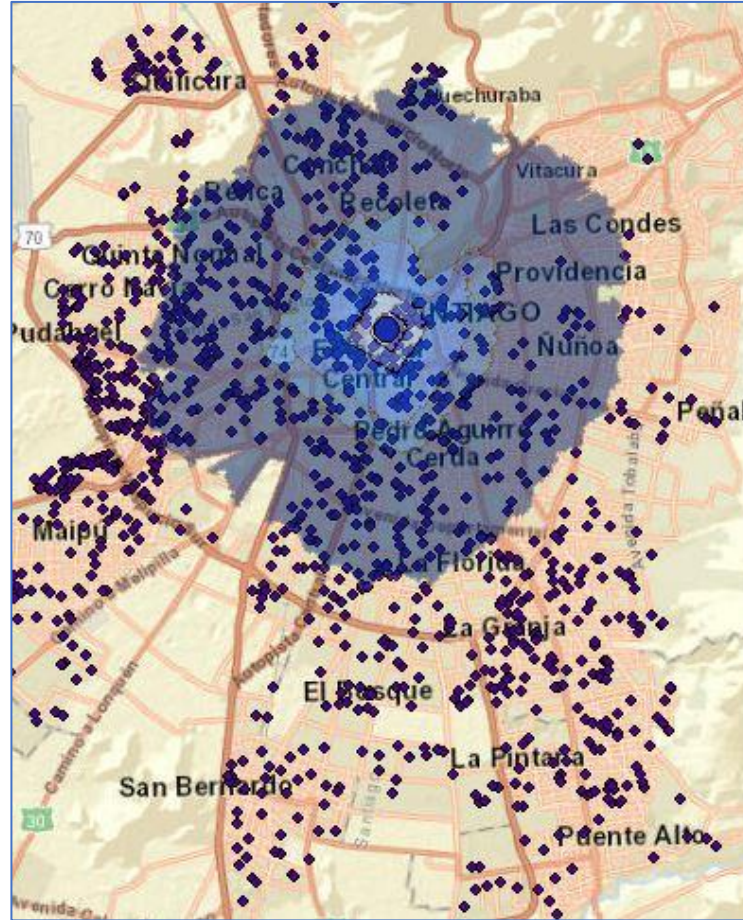 Quilicura
Huechuraba
Conchalí
Vitacura
Renca
Recoleta
Las Condes
70
Quinta Normal
Providencia
Cerro Navia
NTIAGO
Pudahuel
Ñuñoa
74
Central
Peñal
Pedro Aguirre
Cerda
Avenida Tobalaba
Maipú
La Florida
Camino a Melipilla
La Granja
Autopista Central
El Bosque
Camino a Lonquén
La Pintana
San Bernardo
Santiago
30
Puente Alto